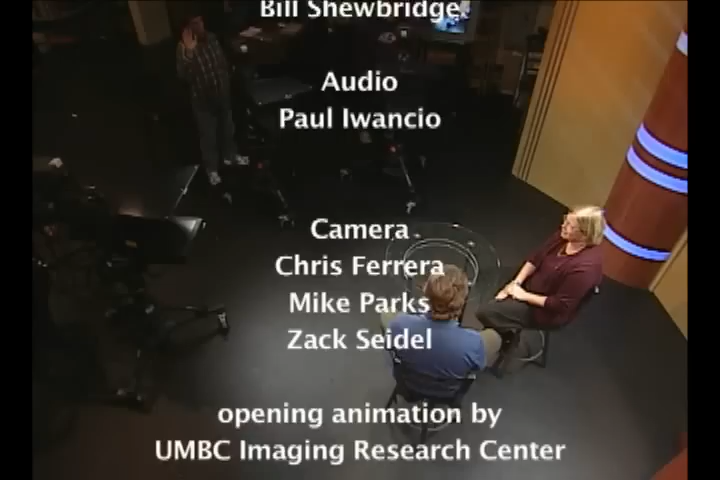 Bill Shewbridge
Audio
Paul Iwancio
Camera
Chris Ferrera
Mike Parks
Zack Seidel
opening animation by
UMBC Imaging Research Center